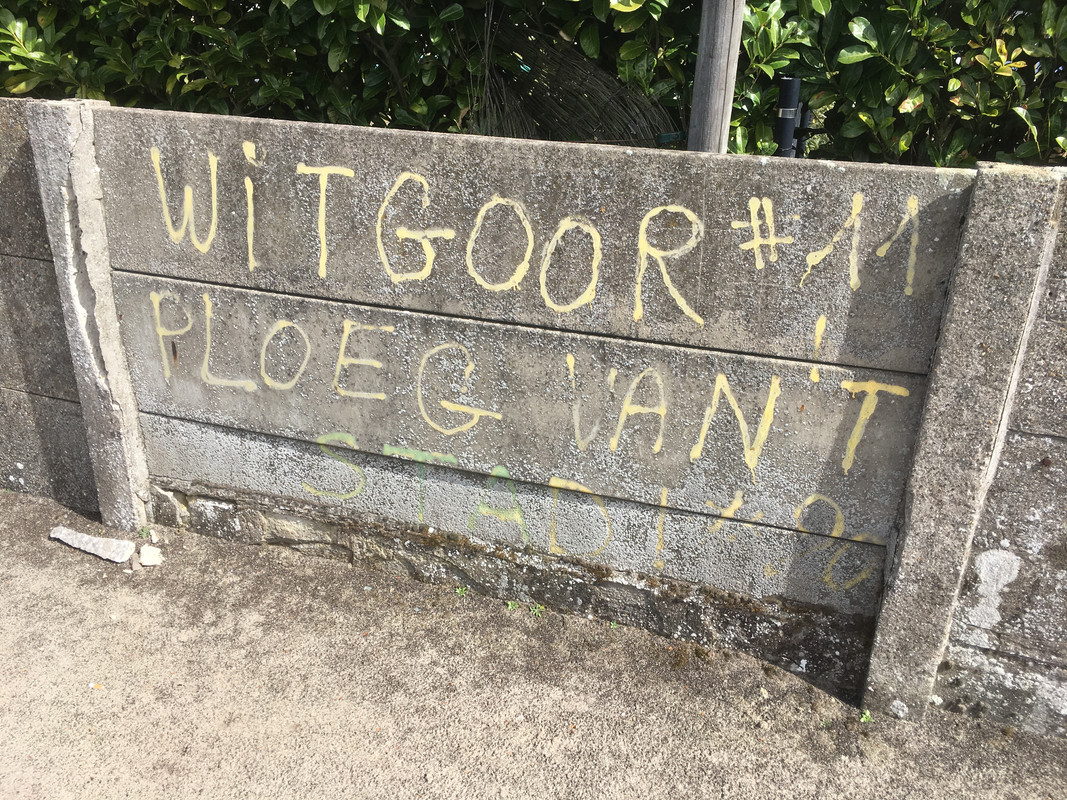 WiTGOOR #11
PLOEG VAN 'T
STAD! %